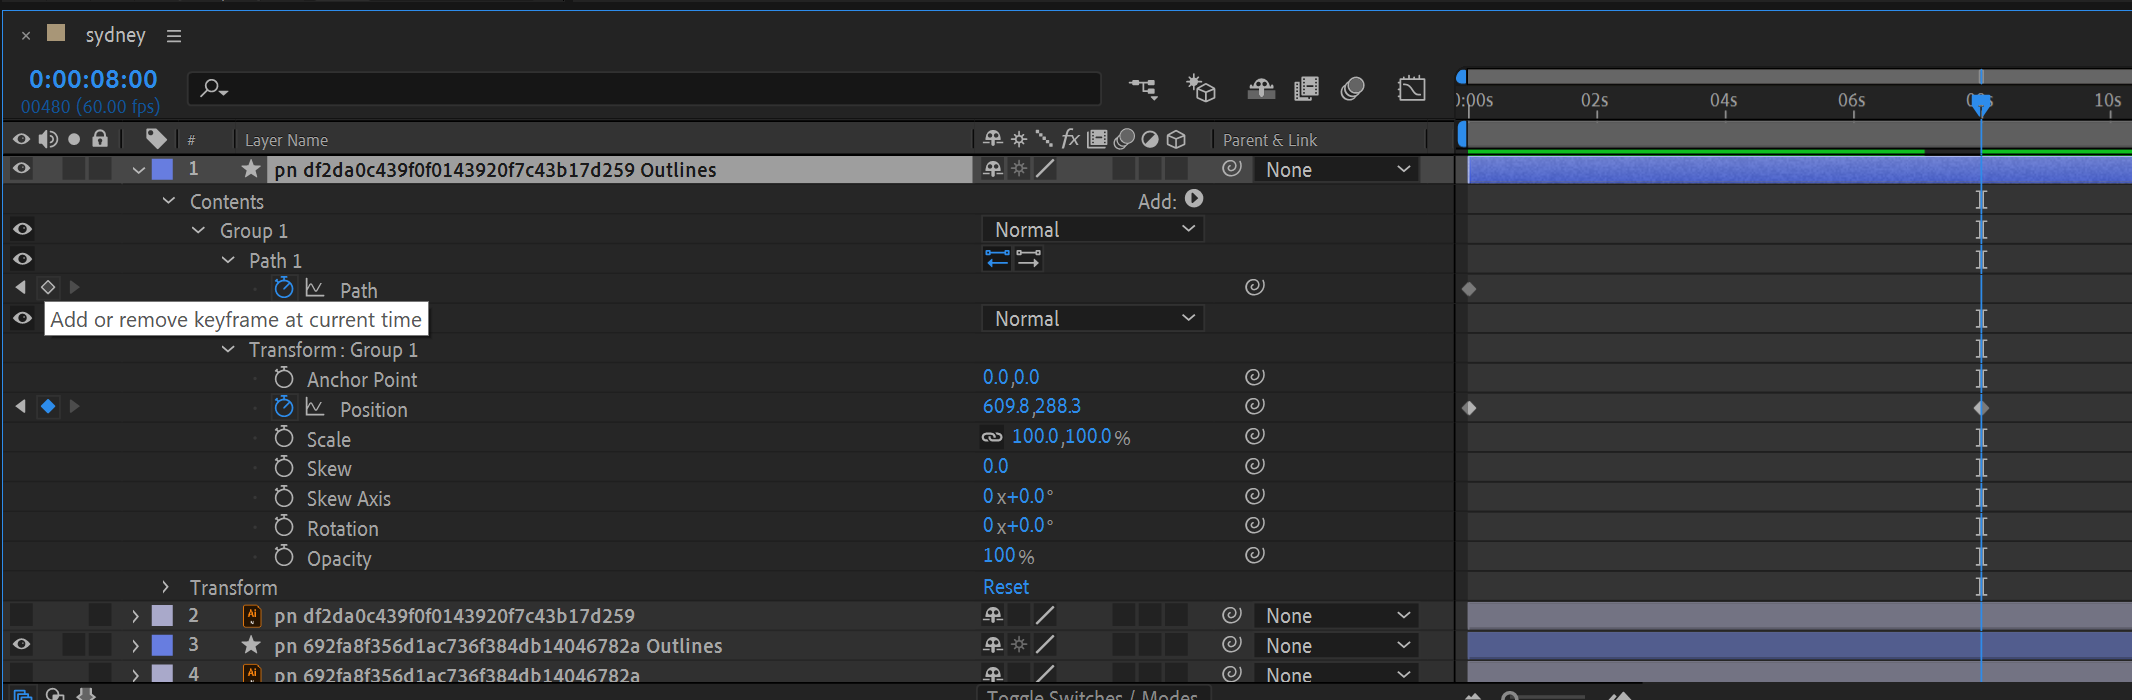 × sydney
0:00:08:00
00480 (60.00 fps)
):00s 02s 04s 06s 08s 10s
# Layer Name fx Parent & Link
1 pn df2da0c439f0f0143920f7c43b17d259 Outlines None
Contents Add:
Group 1 Normal
Path 1
Path
Add or remove keyframe at current time Normal
Transform: Group 1
Anchor Point 0.0,0.0
Position 609.8,288.3
Scale 100.0,100.0%
Skew 0.0
Skew Axis 0x+0.0°
Rotation 0x+0.0°
Opacity 100%
Transform Reset
2 Ai pn df2da0c439f0f0143920f7c43b17d259 None
3 pn 692fa8f356d1ac736f384db14046782a Outlines None
4 Ai pn 692fa8f356d1ac736f384db14046782a None
Toggle Switches / Modes